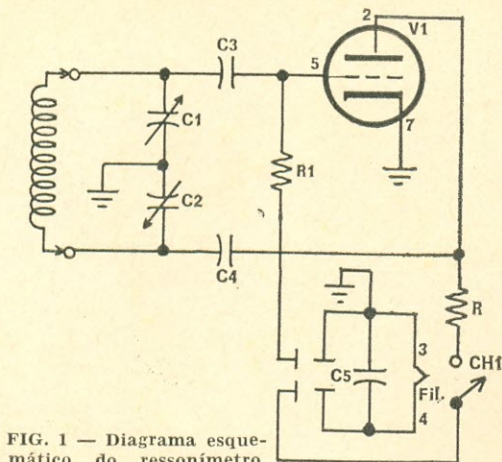 2
V1
C3
5
7
C1
R1
C2
C4
R
3
CH1
C5
Fil.
4
FIG. 1 — Diagrama esque-
mático do ressonímetro